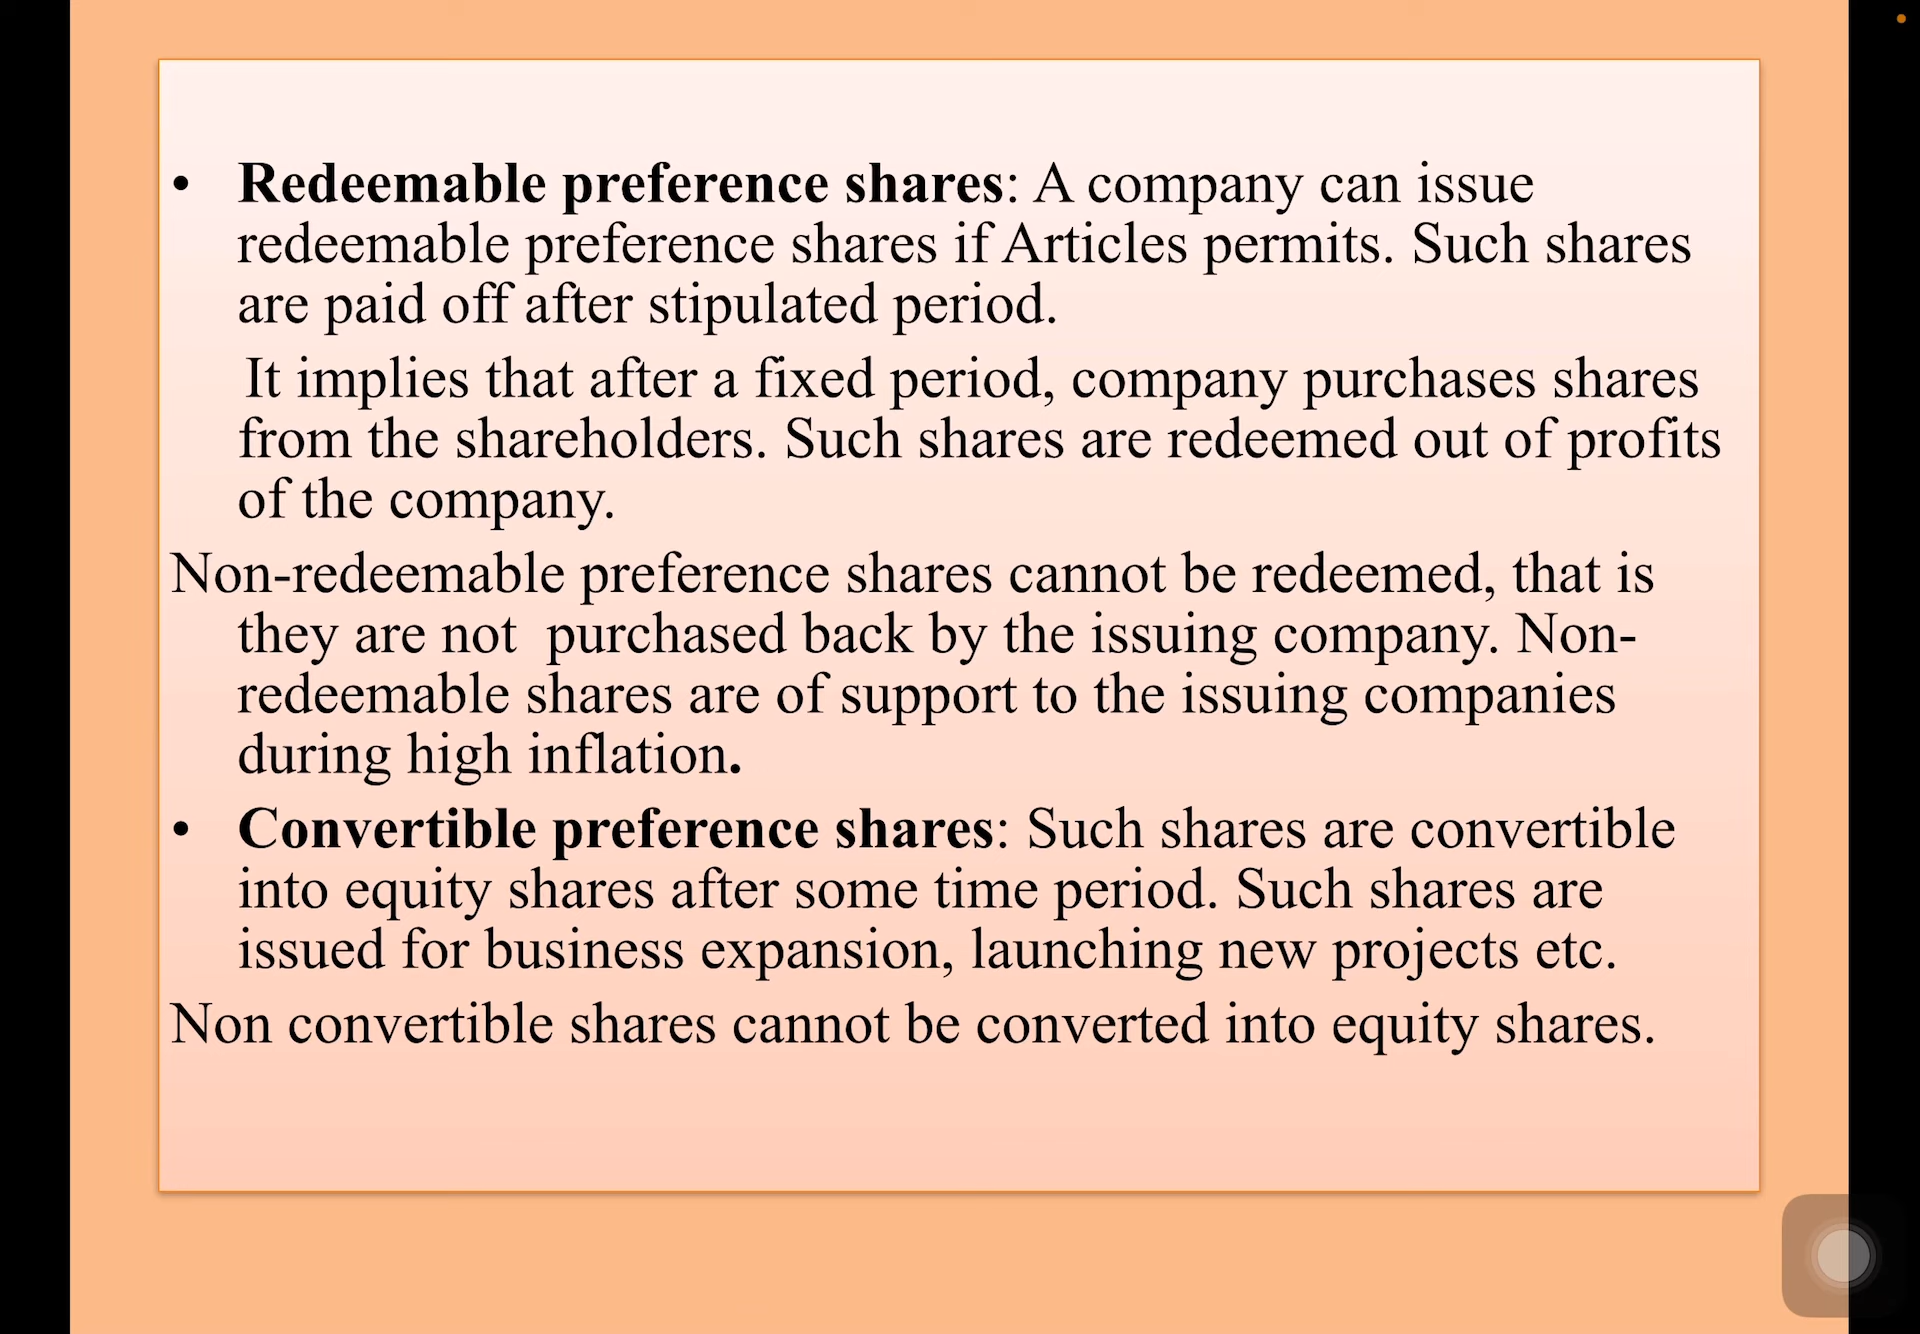 • Redeemable preference shares: A company can issue
redeemable preference shares if Articles permits. Such shares
are paid off after stipulated period.
It implies that after a fixed period, company purchases shares
from the shareholders. Such shares are redeemed out of profits
of the company.
Non-redeemable preference shares cannot be redeemed, that is
they are not  purchased back by the issuing company. Non-
redeemable shares are of support to the issuing companies
during high inflation.
• Convertible preference shares: Such shares are convertible
into equity shares after some time period. Such shares are
issued for business expansion, launching new projects etc.
Non convertible shares cannot be converted into equity shares.